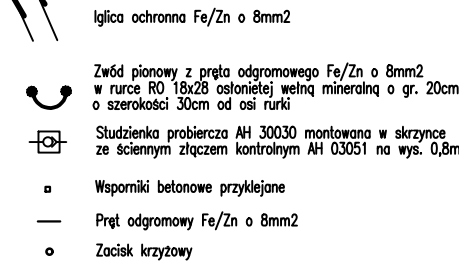 Iglica ochronna Fe/Zn o 8mm2
Zwód pionowy z pręta odgromowego Fe/Zn o 8mm2
w rurce RO 18x28 osłonietej wełną mineralną o gr. 20cm
o szerokości 30cm od osi rurki
Studzienka probiercza AH 30030 montowana w skrzynce
ze ściennym złączem kontrolnym AH 03051 na wys. 0,8m
Wsporniki betonowe przyklejane
Pręt odgromowy Fe/Zn o 8mm2
Zacisk krzyżowy